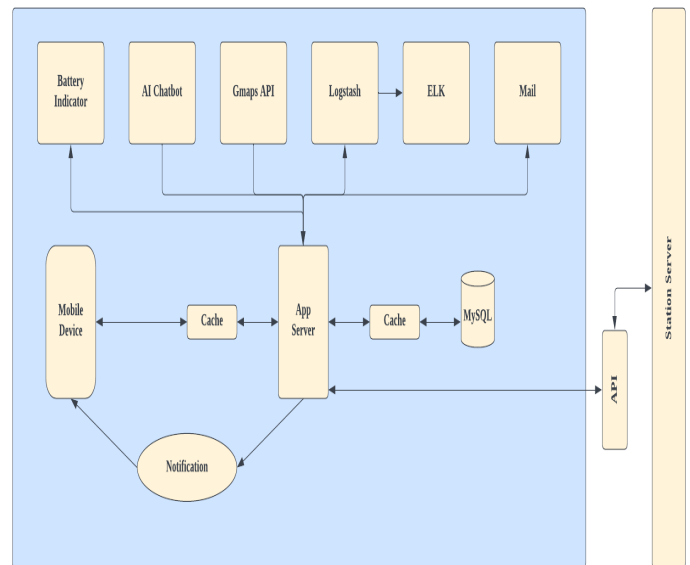 Battery
Indicator
AI Chatbot
Gmaps API
Logstash
ELK
Mail
Mobile
Device
Cache
App
Server
Cache
MySQL
Station Server
API
Notification